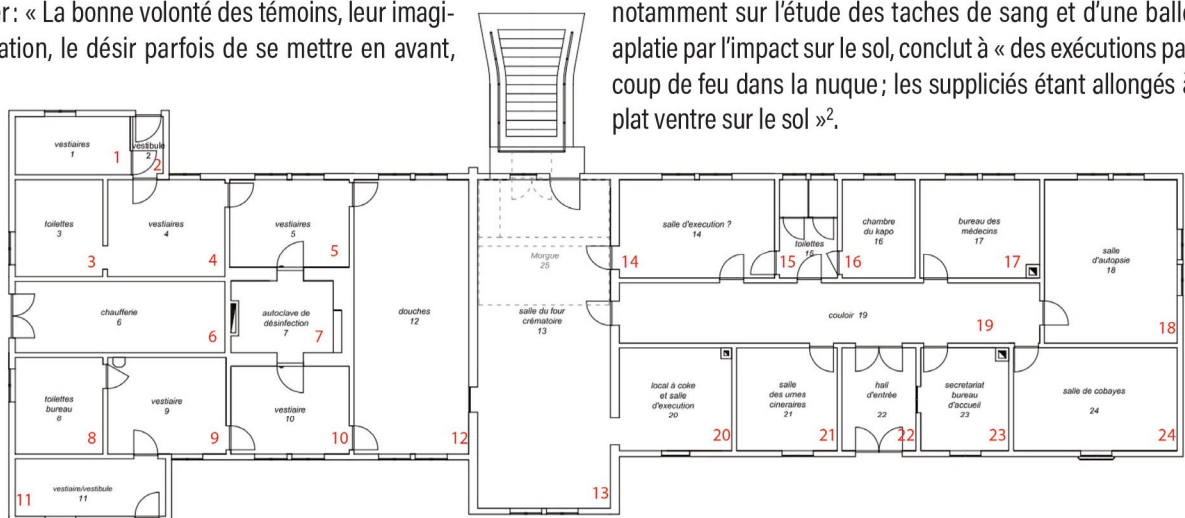 er : « La bonne volonté des témoins, leur imagi-
ation, le désir parfois de se mettre en avant,
notamment sur l'étude des taches de sang et d'une balle
aplatie par l'impact sur le sol, conclut à « des exécutions pa
coup de feu dans la nuque ; les suppliciés étant allongés à
plat ventre sur le sol »².
vestiaires
1
1
vestibule
2
2
toilettes
3
3
vestiaires
4
4
vestiaires
5
5
chaufferie
6
6
autoclave de
désinfection
7
7
toilettes
bureau
8
8
vestiaire
9
9
vestiaire
10
10
vestiaire/vestibule
11
11
douches
12
12
Morgue
25
salle du four
crématoire
13
13
salle d'execution ?
14
14
toilettes
15
15
chambre
du kapo
16
16
bureau des
médecins
17
17
salle
d'autopsie
18
18
couloir 19
19
local à coke
et salle
d'execution
20
20
salle
des urnes
cineraires
21
21
hall
d'entrée
22
22
secretariat
bureau
d'accueil
23
23
salle de cobayes
24
24